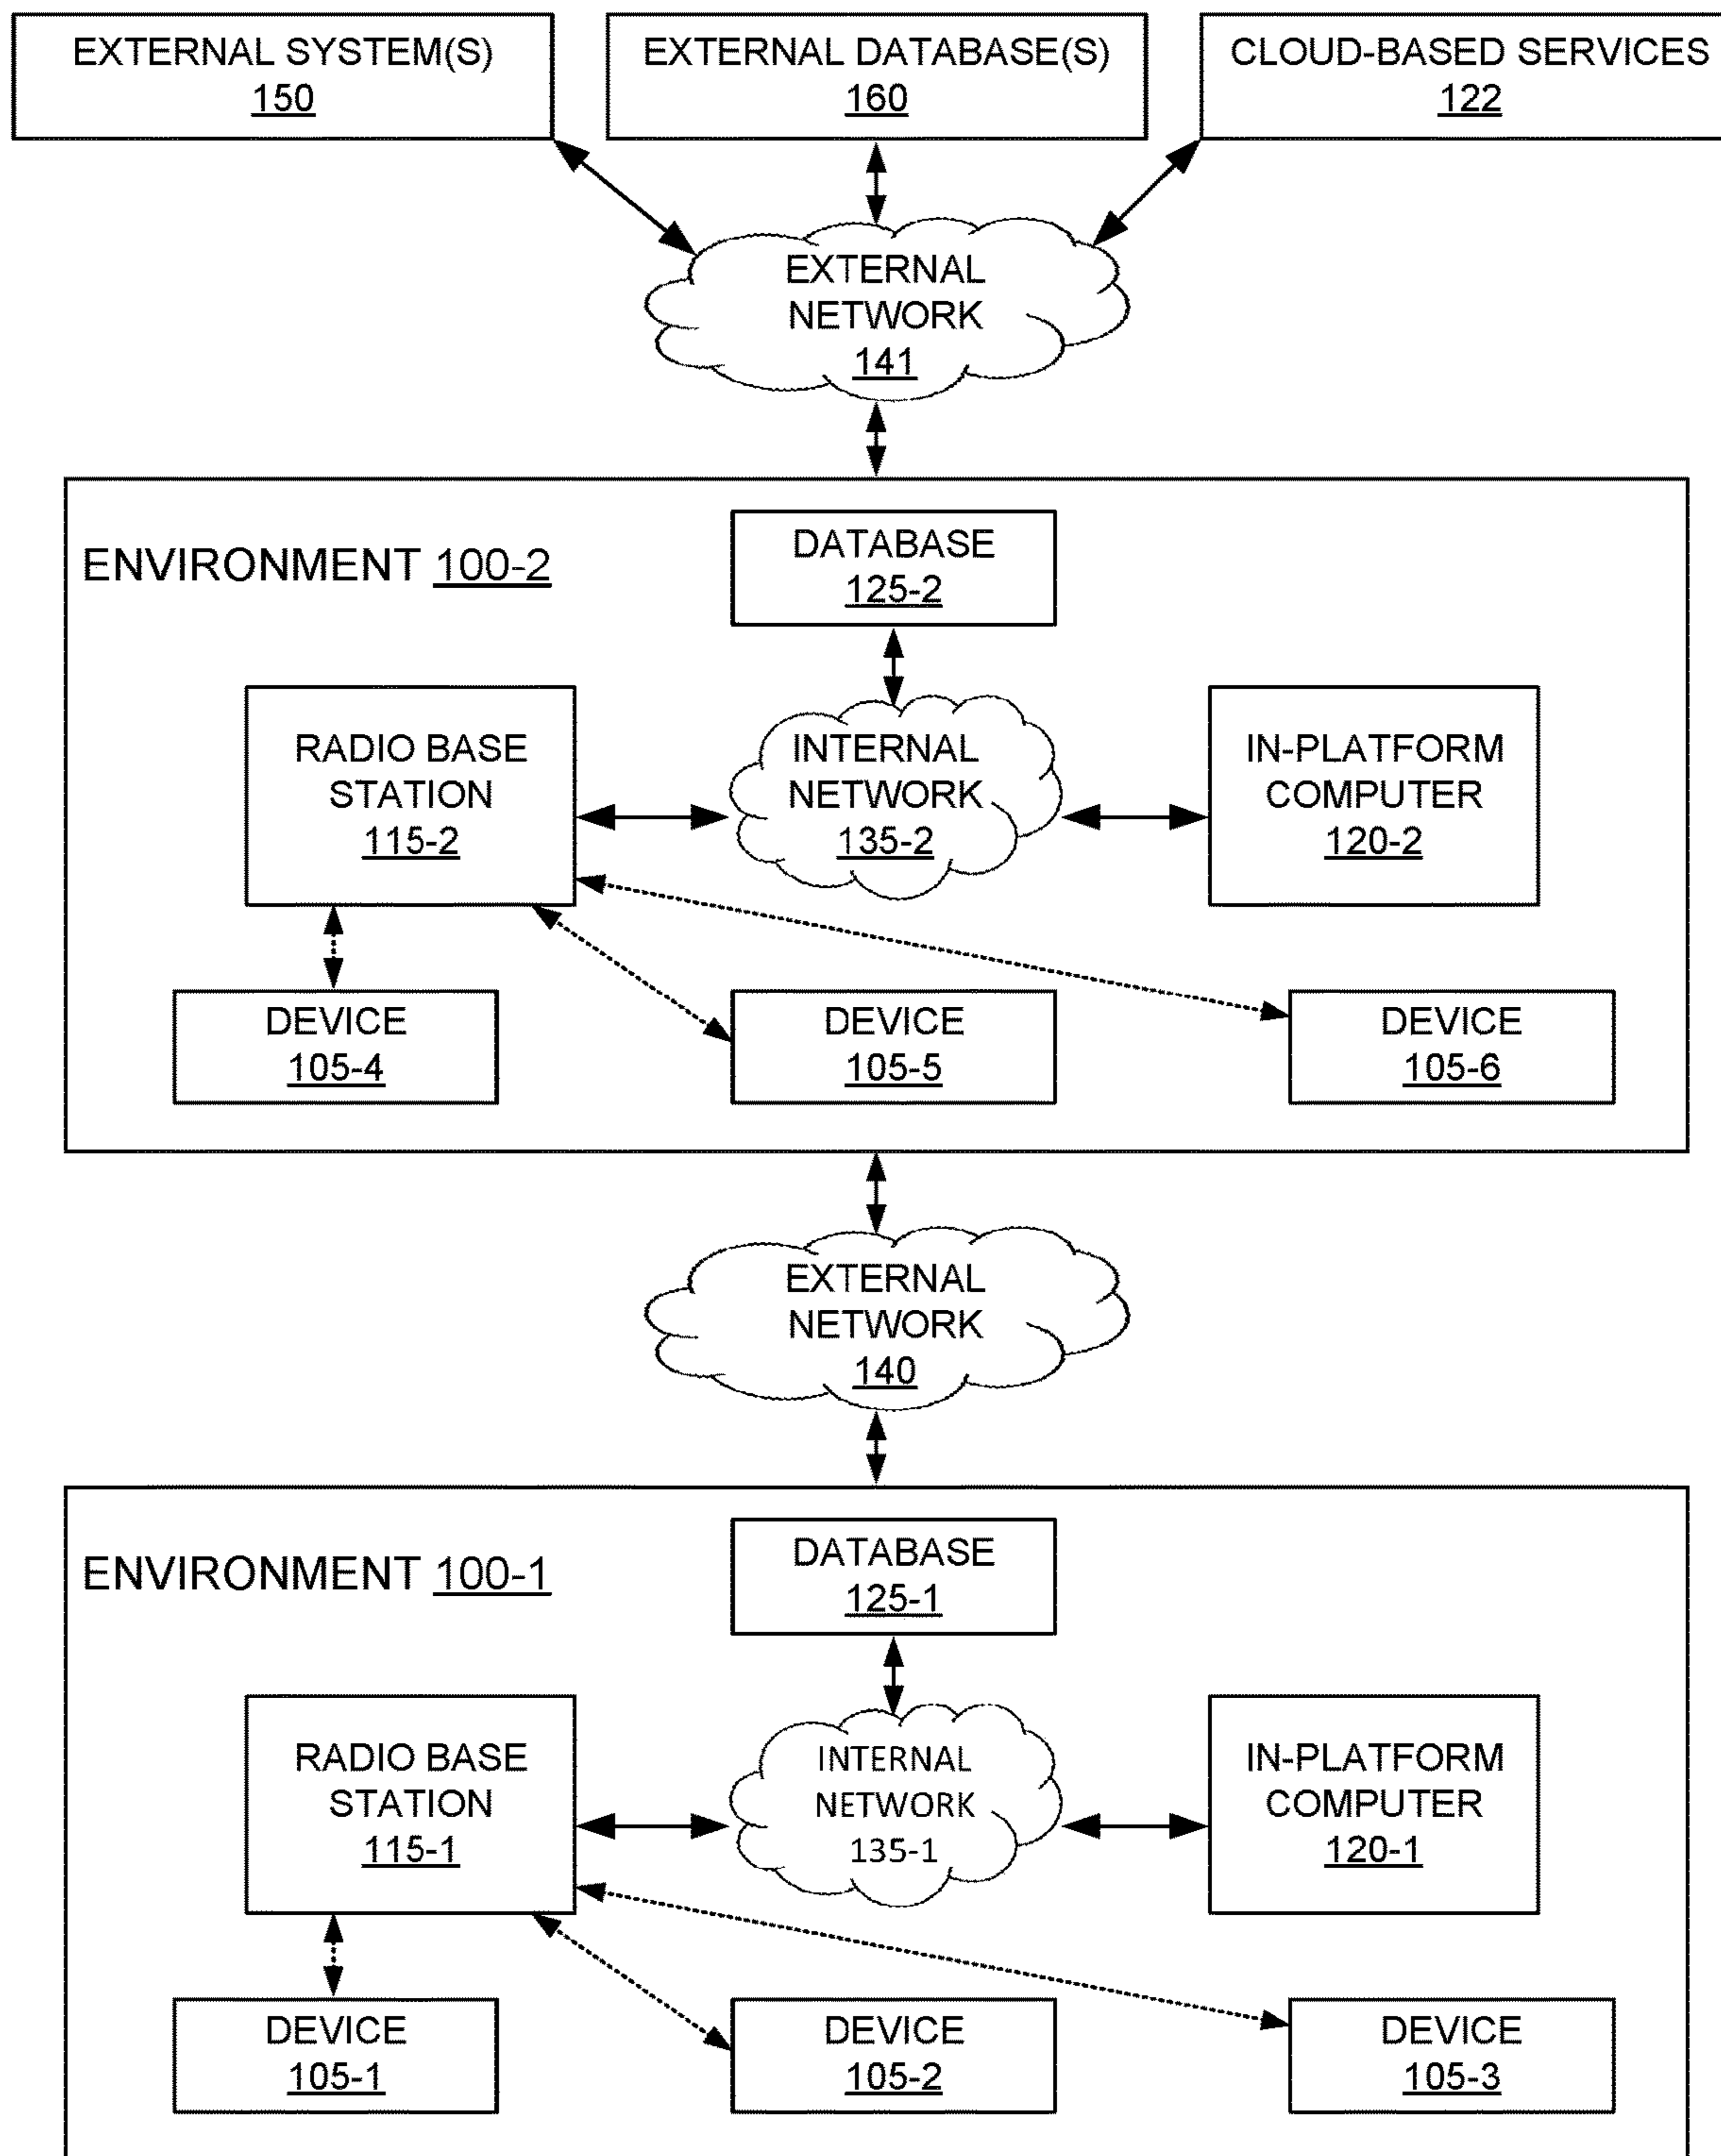 EXTERNAL SYSTEM(S)
150
EXTERNAL DATABASE(S)
160
CLOUD-BASED SERVICES
122
EXTERNAL
NETWORK
141
ENVIRONMENT 100-2
DATABASE
125-2
RADIO BASE
STATION
115-2
INTERNAL
NETWORK
135-2
IN-PLATFORM
COMPUTER
120-2
DEVICE
105-4
DEVICE
105-5
DEVICE
105-6
EXTERNAL
NETWORK
140
ENVIRONMENT 100-1
DATABASE
125-1
RADIO BASE
STATION
115-1
INTERNAL
NETWORK
135-1
IN-PLATFORM
COMPUTER
120-1
DEVICE
105-1
DEVICE
105-2
DEVICE
105-3